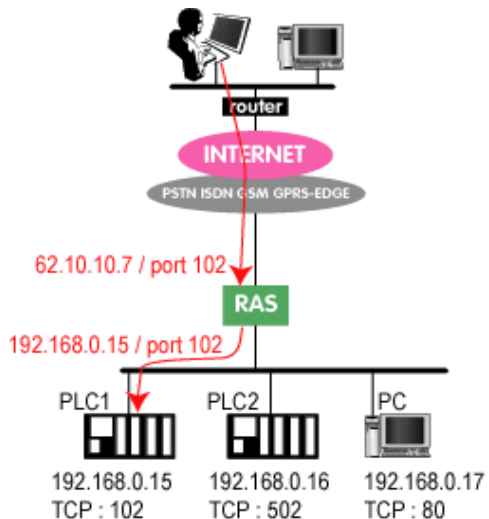 router
INTERNET
PSTN ISDN GSM GPRS-EDGE
62.10.10.7 / port 102
RAS
192.168.0.15 / port 102
PLC1 PLC2 PC
192.168.0.15 192.168.0.16 192.168.0.17
TCP : 102 TCP : 502 TCP : 80